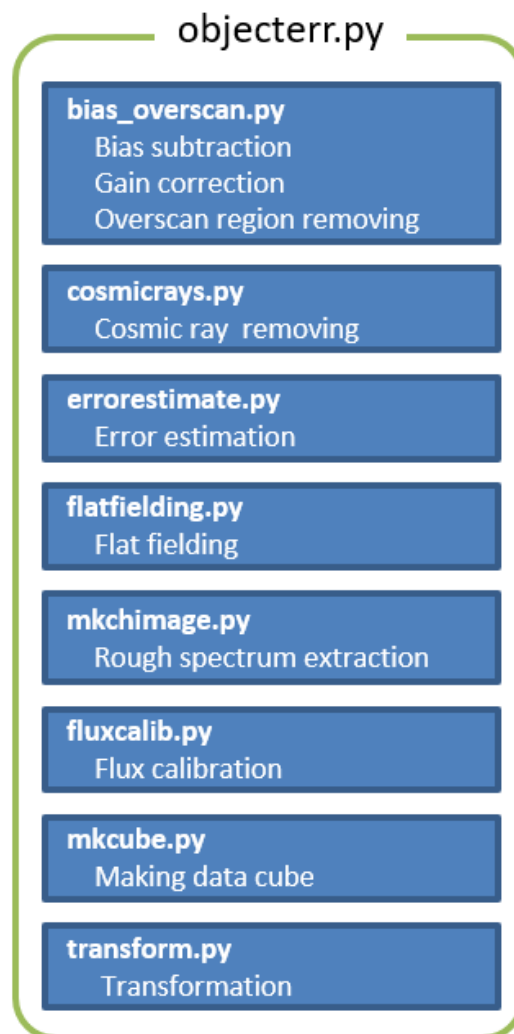 objecterr.py
bias_overscan.py
Bias subtraction
Gain correction
Overscan region removing
cosmicrays.py
Cosmic ray  removing
errorestimate.py
Error estimation
flatfielding.py
Flat fielding
mkchimage.py
Rough spectrum extraction
fluxcalib.py
Flux calibration
mkcube.py
Making data cube
transform.py
Transformation